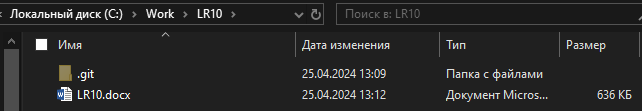 Локальный диск (C:) > Work > LR10 >
Поиск в: LR10
Имя Дата изменения Тип Размер
.git 25.04.2024 13:09 Папка с файлами
LR10.docx 25.04.2024 13:12 Документ Micros... 636 КБ